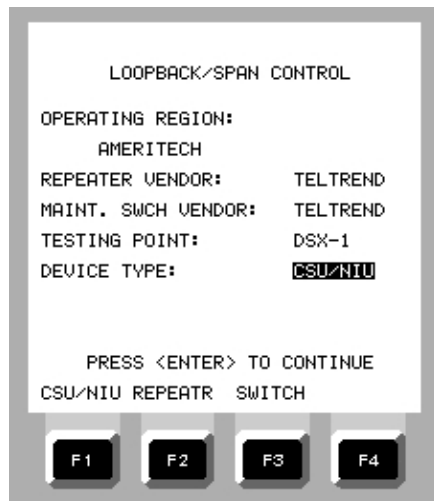 LOOPBACK/SPAN CONTROL
OPERATING REGION:
AMERITECH
REPEATER VENDOR: TELTREND
MAINT. SWCH VENDOR: TELTREND
TESTING POINT: DSX-1
DEVICE TYPE: CSU/NIU
PRESS <ENTER> TO CONTINUE
CSU/NIU REPEATR SWITCH
F1 F2 F3 F4